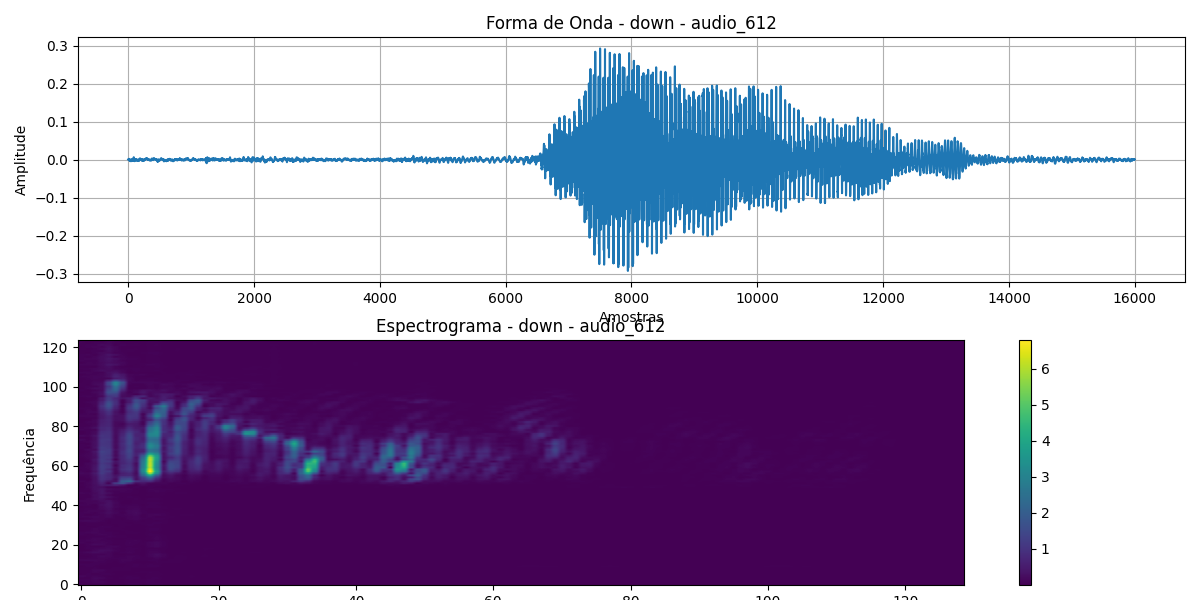 Forma de Onda - down - audio_612
0.3
0.2
0.1
0.0
−0.1
−0.2
−0.3
Amplitude
0 2000 4000 6000 8000 10000 12000 14000 16000
Amostras
Espectrograma - down - audio_612
120
100
80
60
40
20
0
Frequência
0 20 40 60 80 100 120
6
5
4
3
2
1